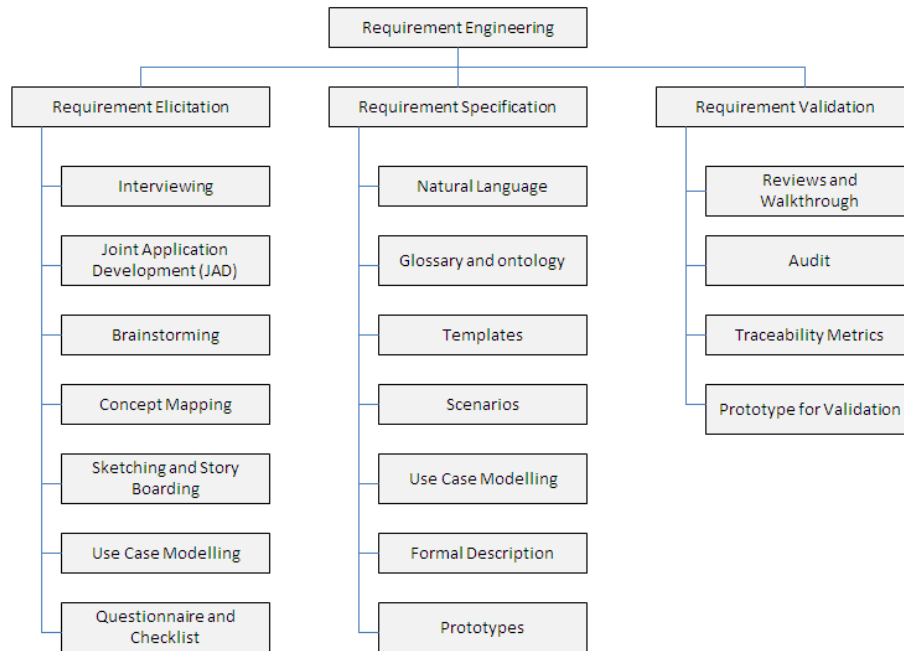 Requirement Engineering
Requirement Elicitation
Requirement Specification
Requirement Validation
Interviewing
Joint Application
Development (JAD)
Brainstorming
Concept Mapping
Sketching and Story
Boarding
Use Case Modelling
Questionnaire and
Checklist
Natural Language
Glossary and ontology
Templates
Scenarios
Use Case Modelling
Formal Description
Prototypes
Reviews and
Walkthrough
Audit
Traceability Metrics
Prototype for Validation